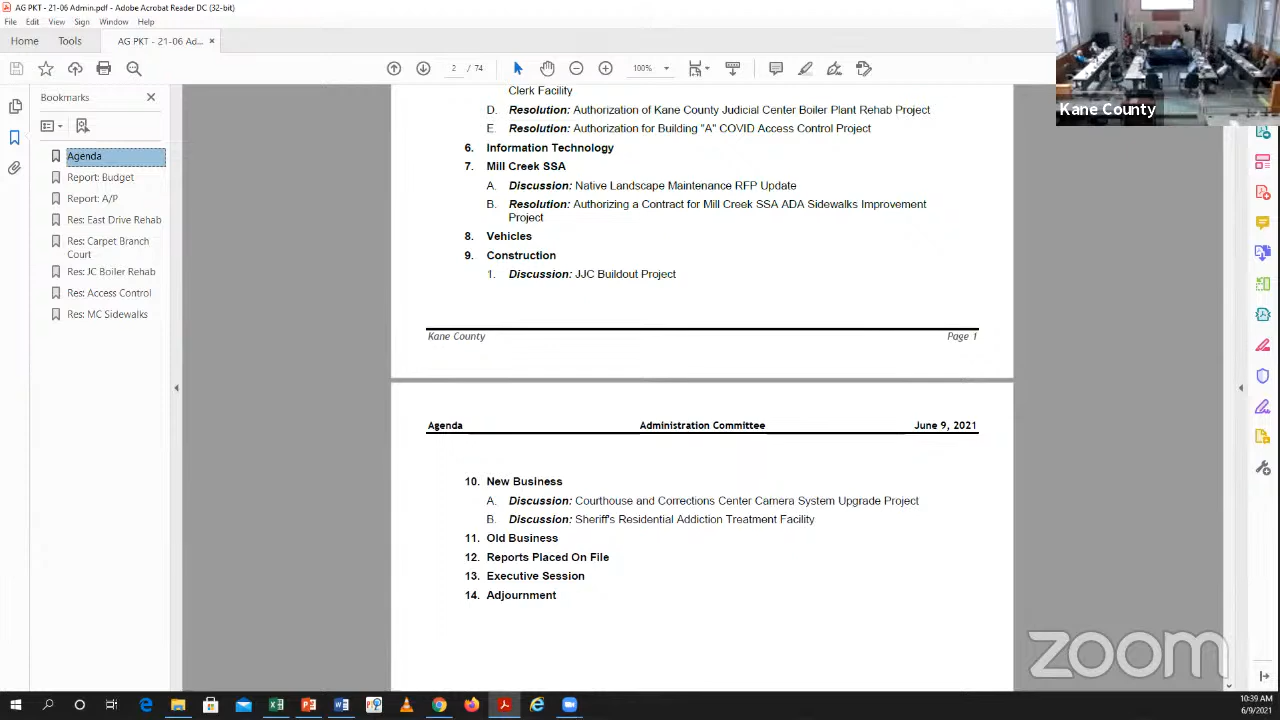 AG PKT - 21-06 Admin.pdf - Adobe Acrobat Reader DC (32-bit)
File Edit View Sign Window Help
Home Tools AG PKT - 21-06 Ad... ×
2 / 74 100%
Kane County
Bookmarks
Agenda
Report: Budget
Report: A/P
Res: East Drive Rehab
Res: Carpet Branch
Court
Res: JC Boiler Rehab
Res: Access Control
Res: MC Sidewalks
Clerk Facility
D. Resolution: Authorization of Kane County Judicial Center Boiler Plant Rehab Project
E. Resolution: Authorization for Building "A" COVID Access Control Project
6. Information Technology
7. Mill Creek SSA
A. Discussion: Native Landscape Maintenance RFP Update
B. Resolution: Authorizing a Contract for Mill Creek SSA ADA Sidewalks Improvement
Project
8. Vehicles
9. Construction
1. Discussion: JJC Buildout Project
Kane County Page 1
Agenda Administration Committee June 9, 2021
10. New Business
A. Discussion: Courthouse and Corrections Center Camera System Upgrade Project
B. Discussion: Sheriff's Residential Addiction Treatment Facility
11. Old Business
12. Reports Placed On File
13. Executive Session
14. Adjournment
zoom
10:39 AM
6/9/2021